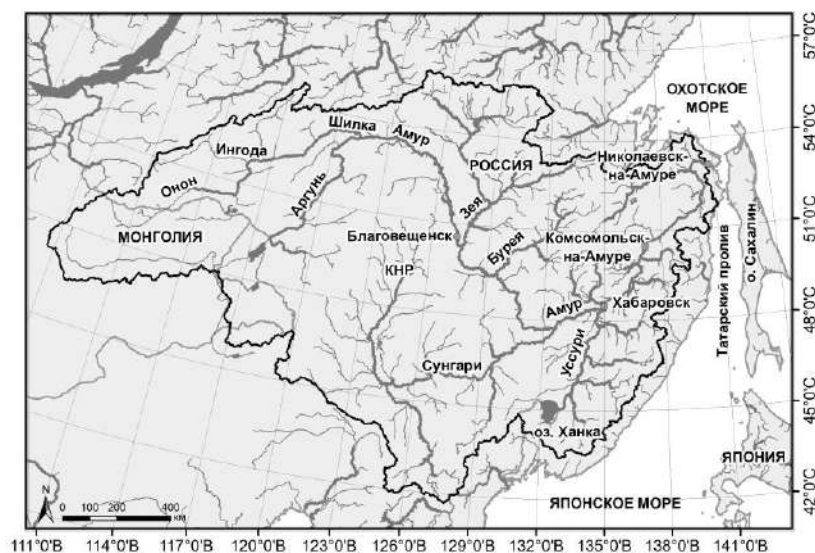 57°0'С
ОХОТСКОЕ
МОРЕ
54°0'С
Шилка
Амур
Ингода
РОССИЯ
Николаевск-
на-Амуре
Онон
Аргунь
Зея
51°0'С
МОНГОЛИЯ
Благовещенск
Бурея
Комсомольск-
на-Амуре
КНР
Татарский пролив
о. Сахалин
Амур
Хабаровск
48°0'С
Сунгари
Уссури
45°0'С
оз. Ханка
ЯПОНИЯ
N
0 100 200 400
КМ
ЯПОНСКОЕ МОРЕ
42°0'С
111°0'В 114°0'В 117°0'В 120°0'В 123°0'В 126°0'В 129°0'В 132°0'В 135°0'В 138°0'В 141°0'В